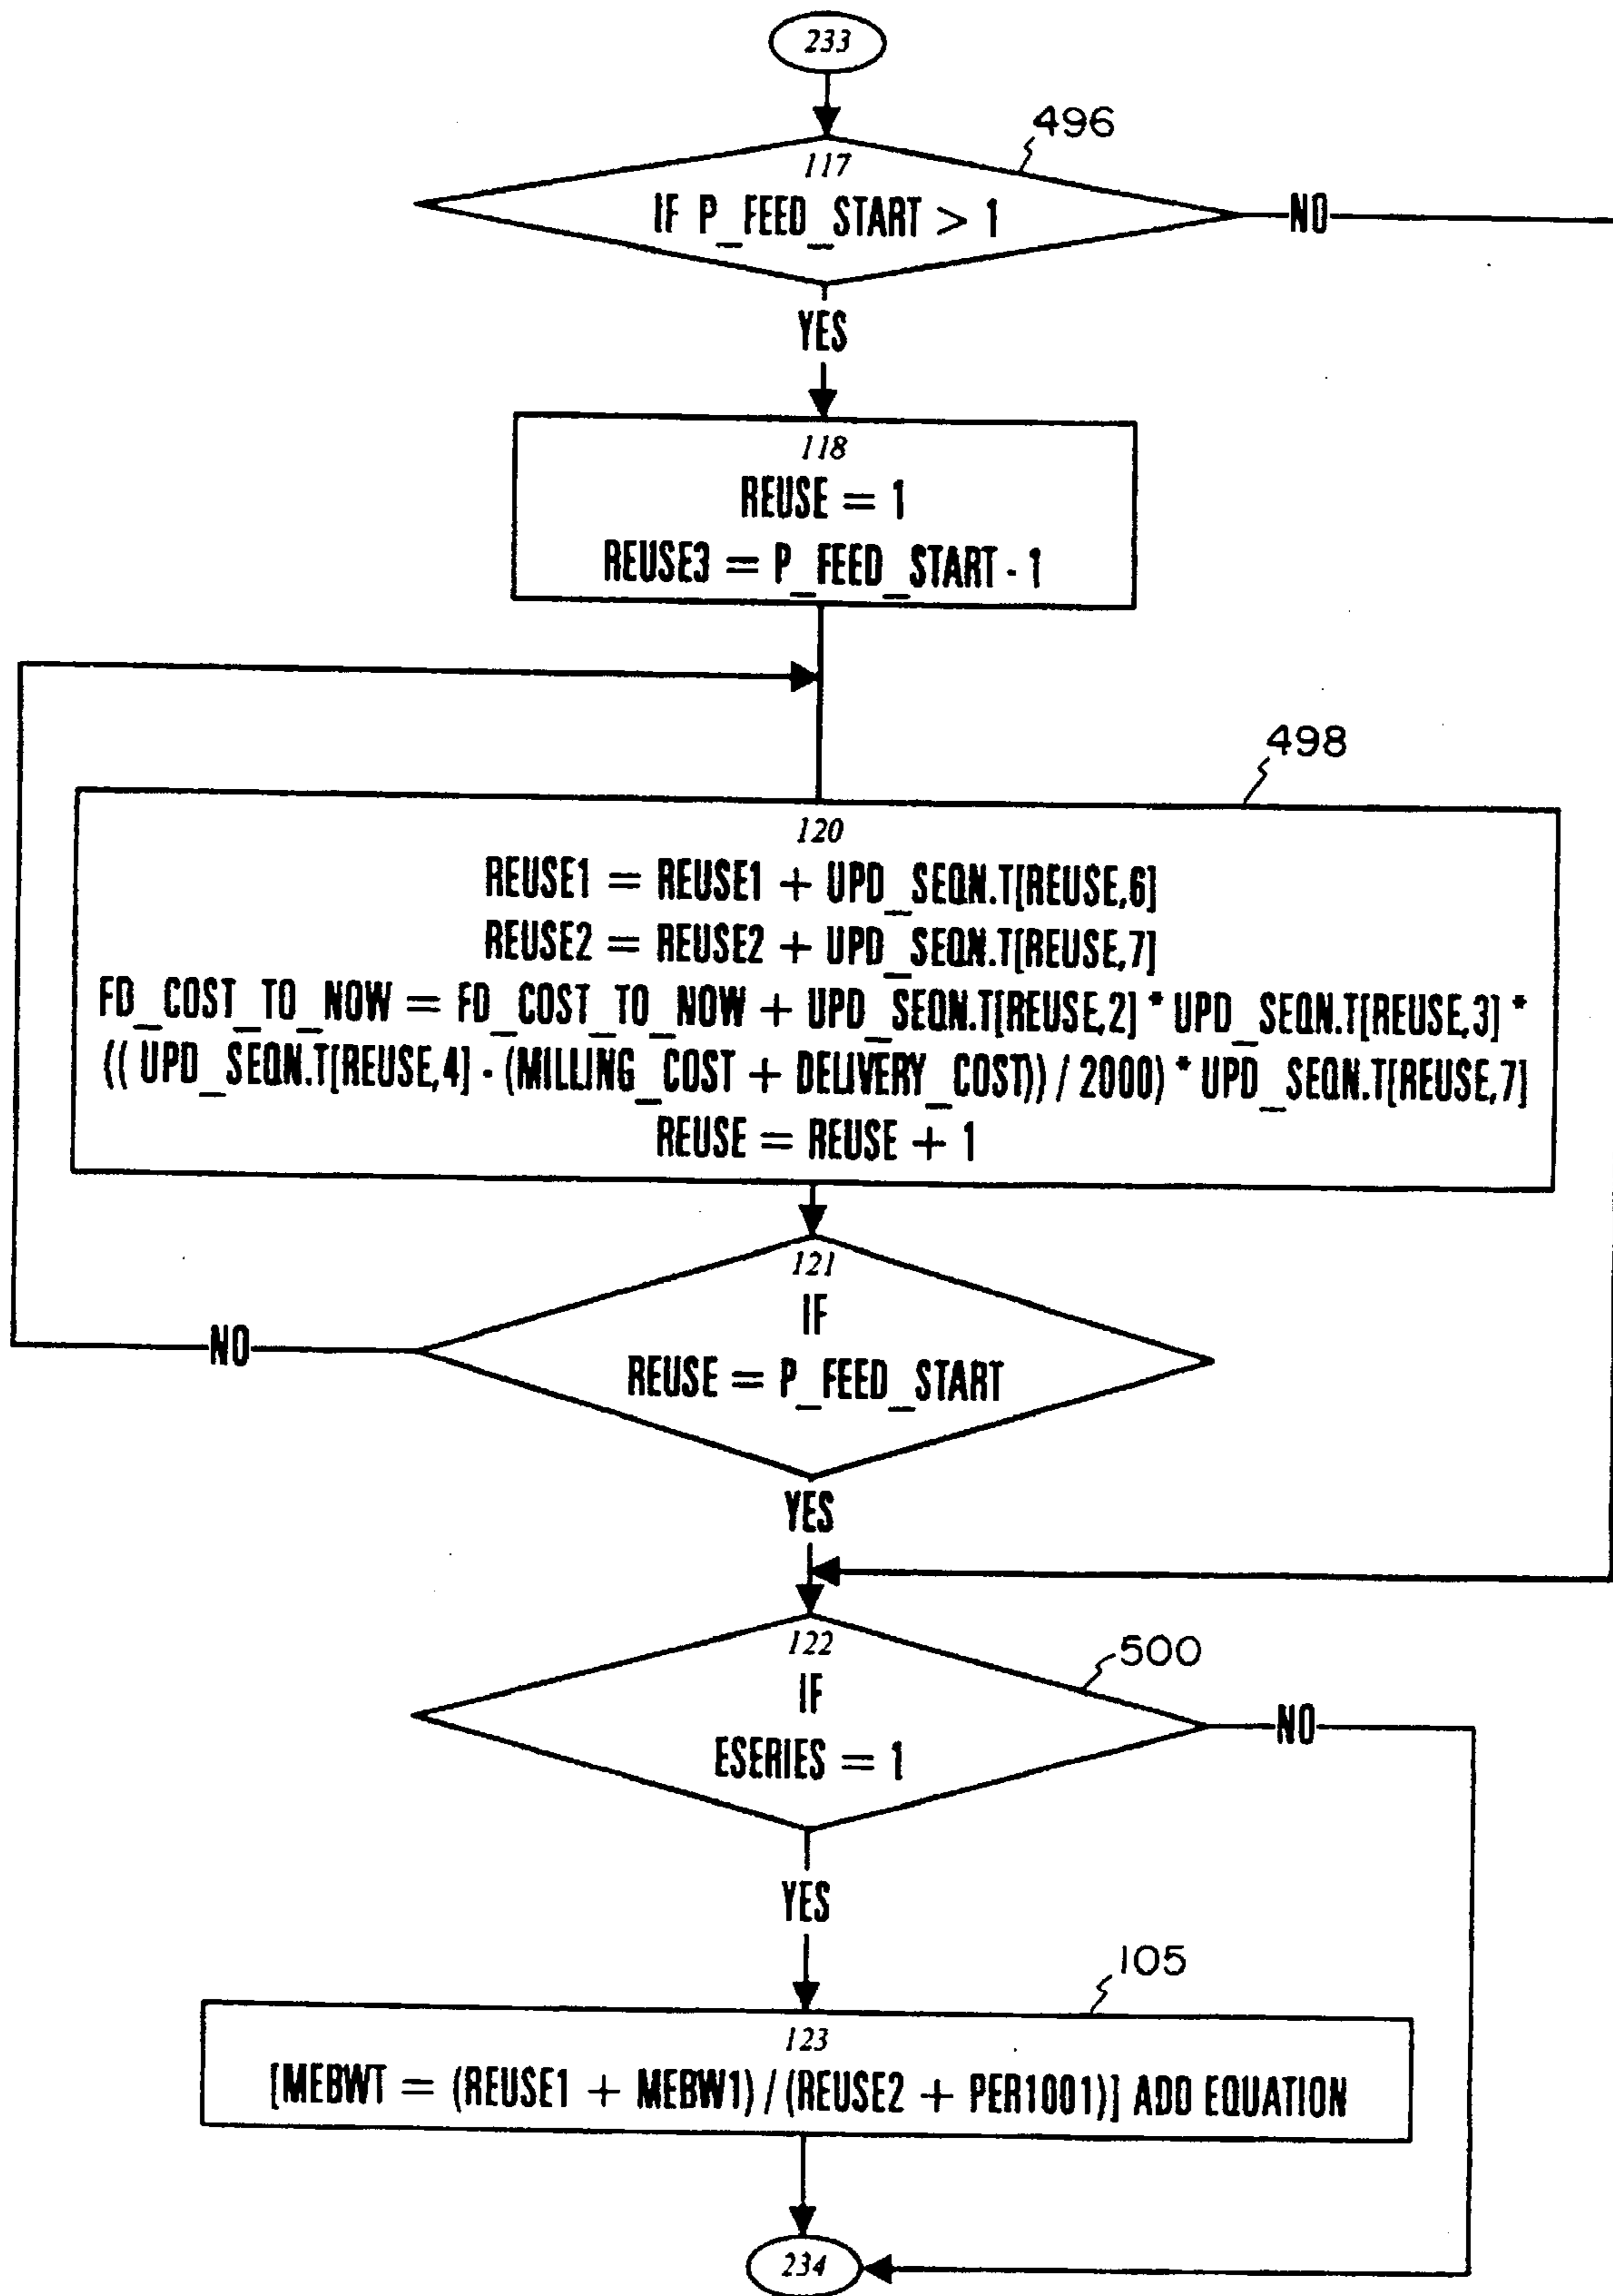 233
496
117
IF P_FEED_START > 1
NO
YES
118
REUSE = 1
REUSE3 = P_FEED_START - 1
498
120
REUSE1 = REUSE1 + UPD_SEQN.T[REUSE,6]
REUSE2 = REUSE2 + UPD_SEQN.T[REUSE,7]
FD_COST_TO_NOW = FD_COST_TO_NOW + UPD_SEQN.T[REUSE,2] * UPD_SEQN.T[REUSE,3] *
(( UPD_SEQN.T[REUSE,4] - (MILLING_COST + DELIVERY_COST)) / 2000) * UPD_SEQN.T[REUSE,7]
REUSE = REUSE + 1
121
IF
REUSE = P_FEED_START
NO
YES
122
500
IF
ESERIES = 1
NO
YES
105
123
[MEBWT = (REUSE1 + MEBW1) / (REUSE2 + PER1001)] ADD EQUATION
234